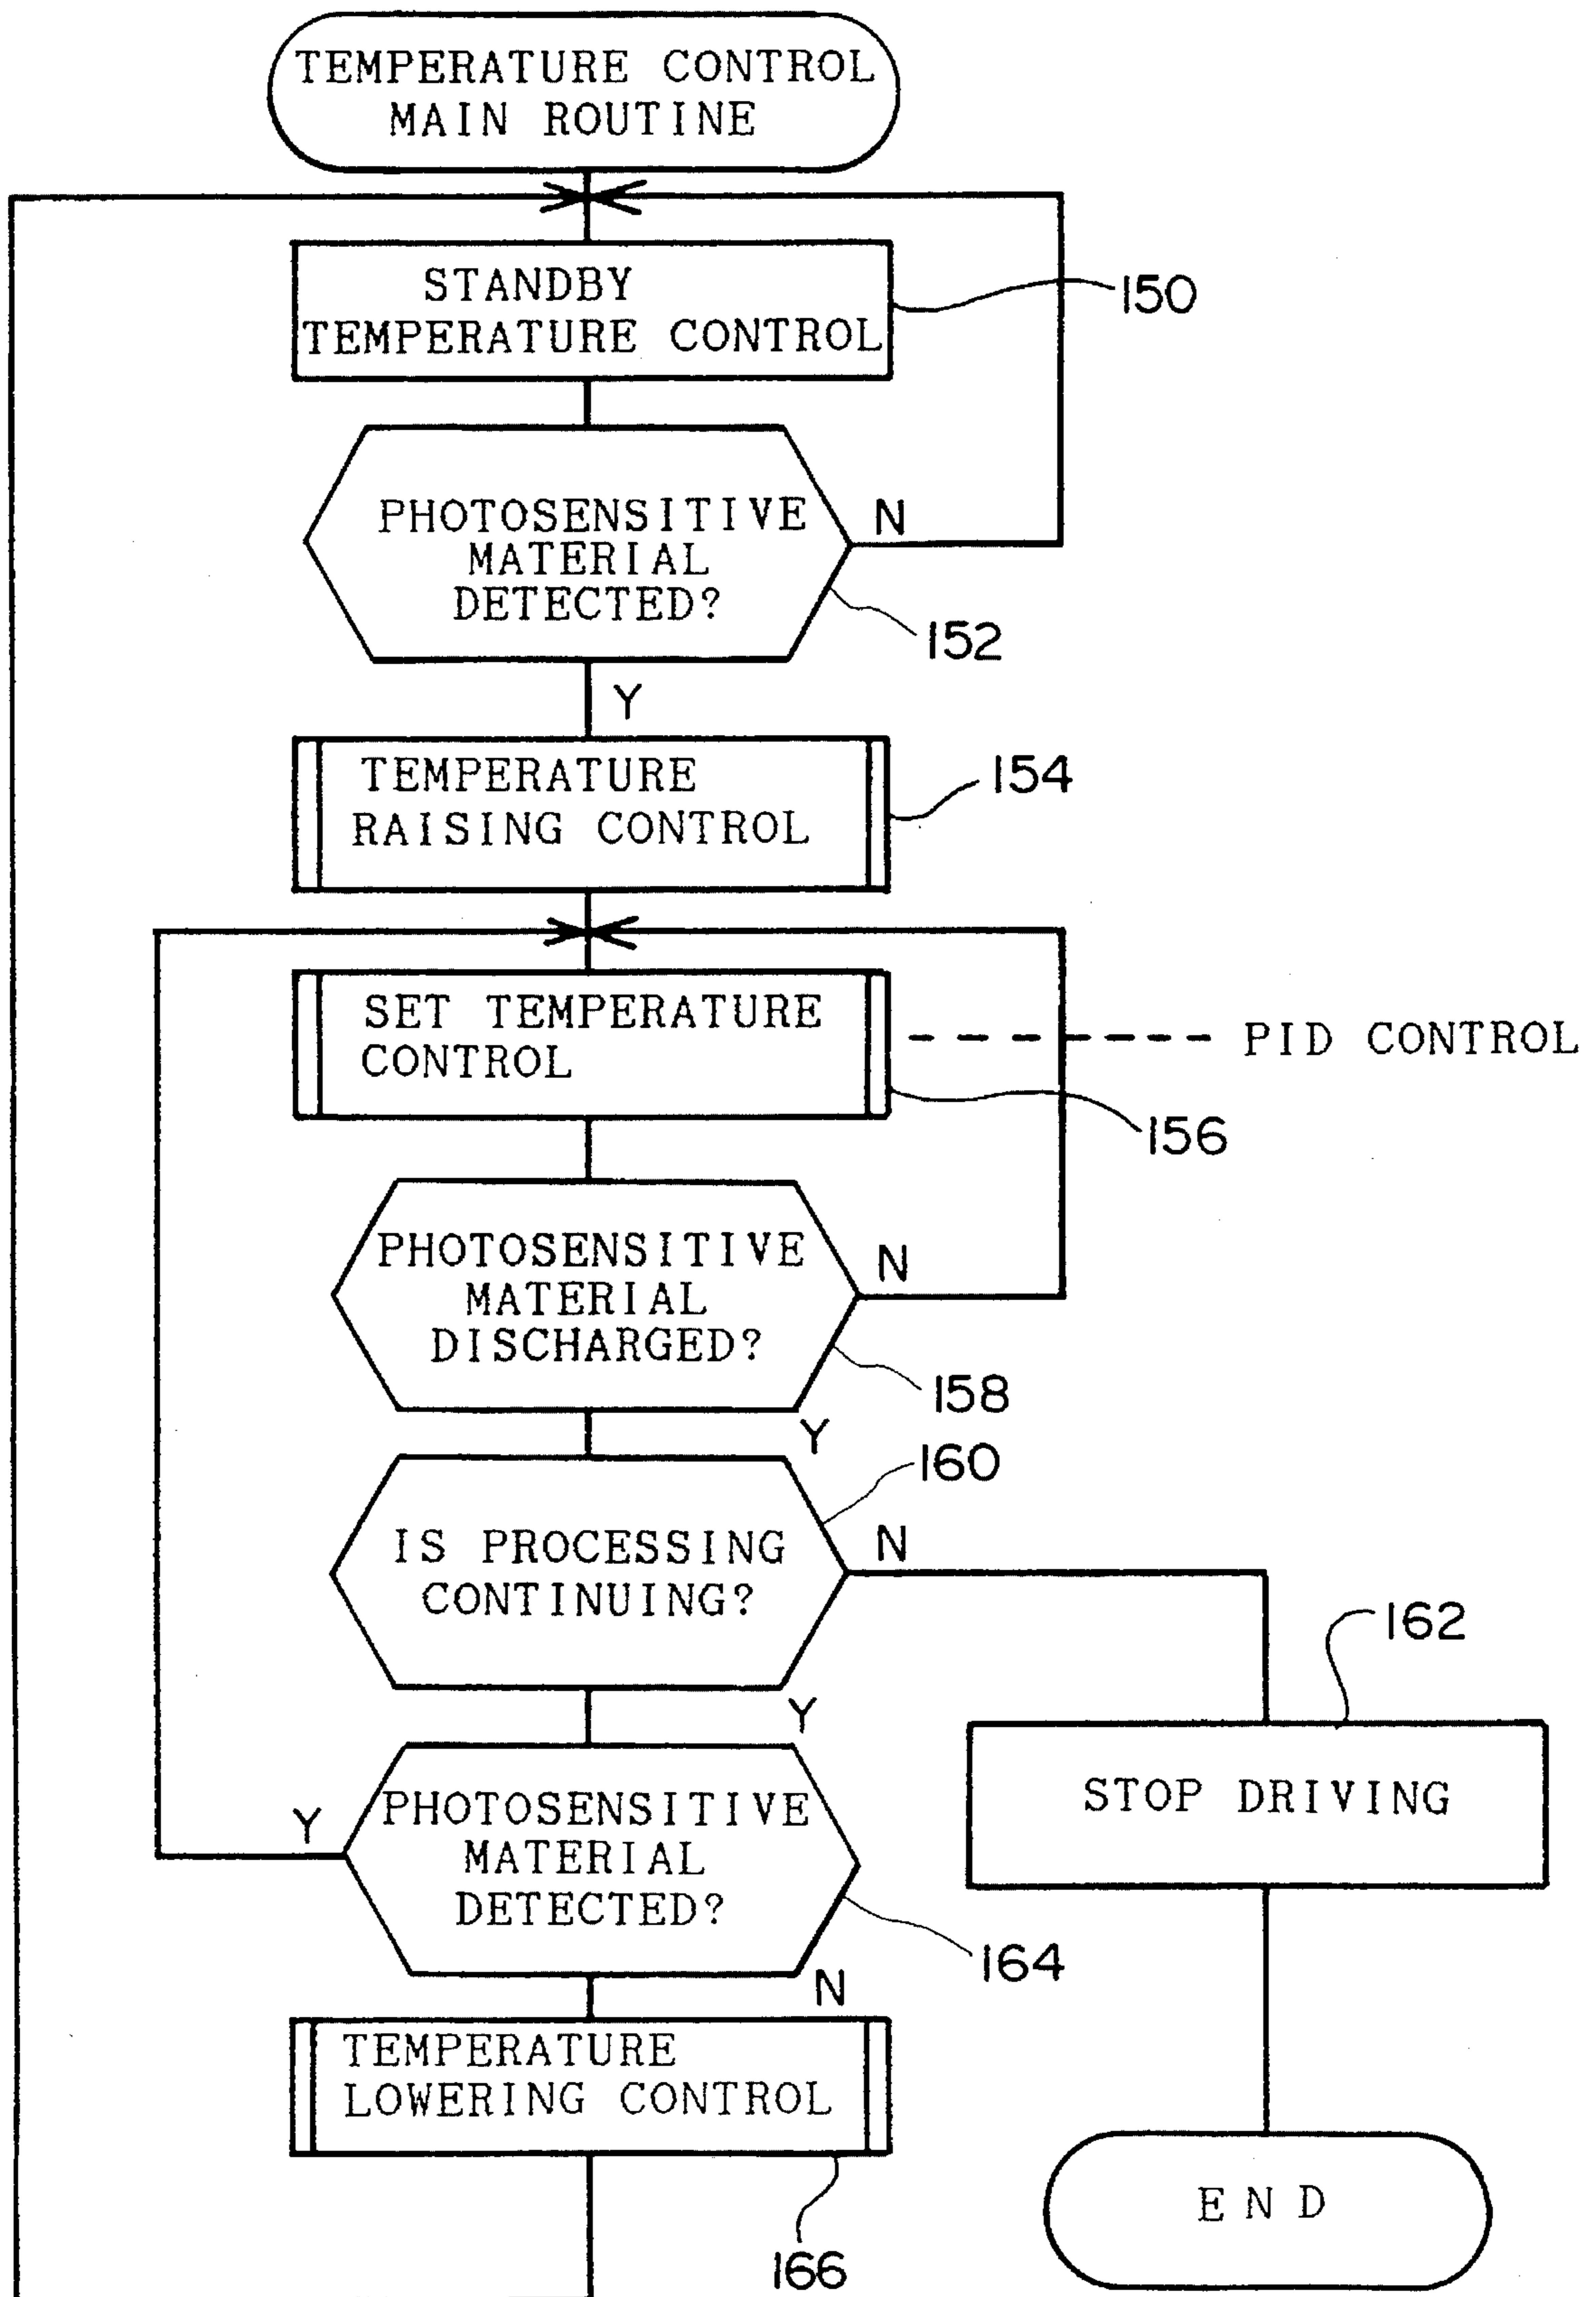 TEMPERATURE CONTROL
MAIN ROUTINE
STANDBY
TEMPERATURE CONTROL
150
PHOTOSENSITIVE
MATERIAL
DETECTED?
N
152
Y
TEMPERATURE
RAISING CONTROL
154
SET TEMPERATURE
CONTROL
PID CONTROL
156
PHOTOSENSITIVE
MATERIAL
DISCHARGED?
N
158
Y
160
IS PROCESSING
CONTINUING?
N
162
Y
STOP DRIVING
PHOTOSENSITIVE
MATERIAL
DETECTED?
Y
164
N
TEMPERATURE
LOWERING CONTROL
166
END